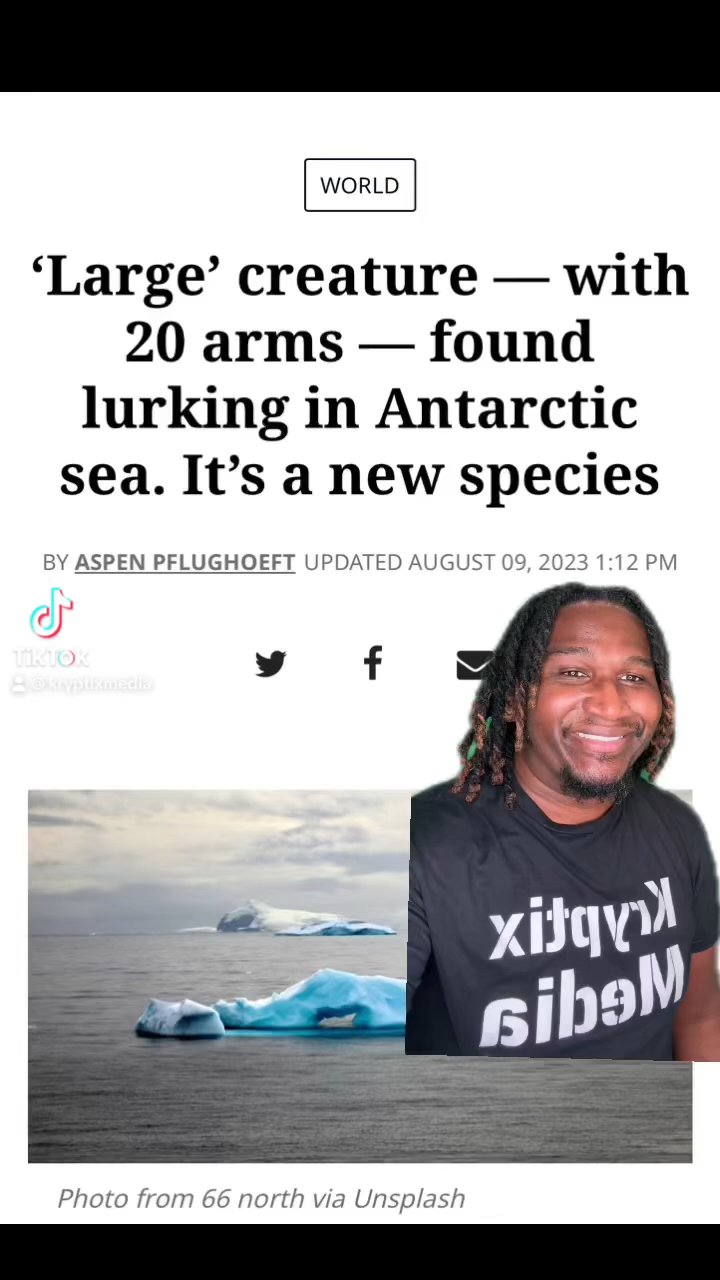 WORLD
‘Large’ creature — with
20 arms — found
lurking in Antarctic
sea. It’s a new species
BY ASPEN PFLUGHOEFT UPDATED AUGUST 09, 2023 1:12 PM
TikTok
@kryptixmedia
Kryptix
Media
Photo from 66 north via Unsplash